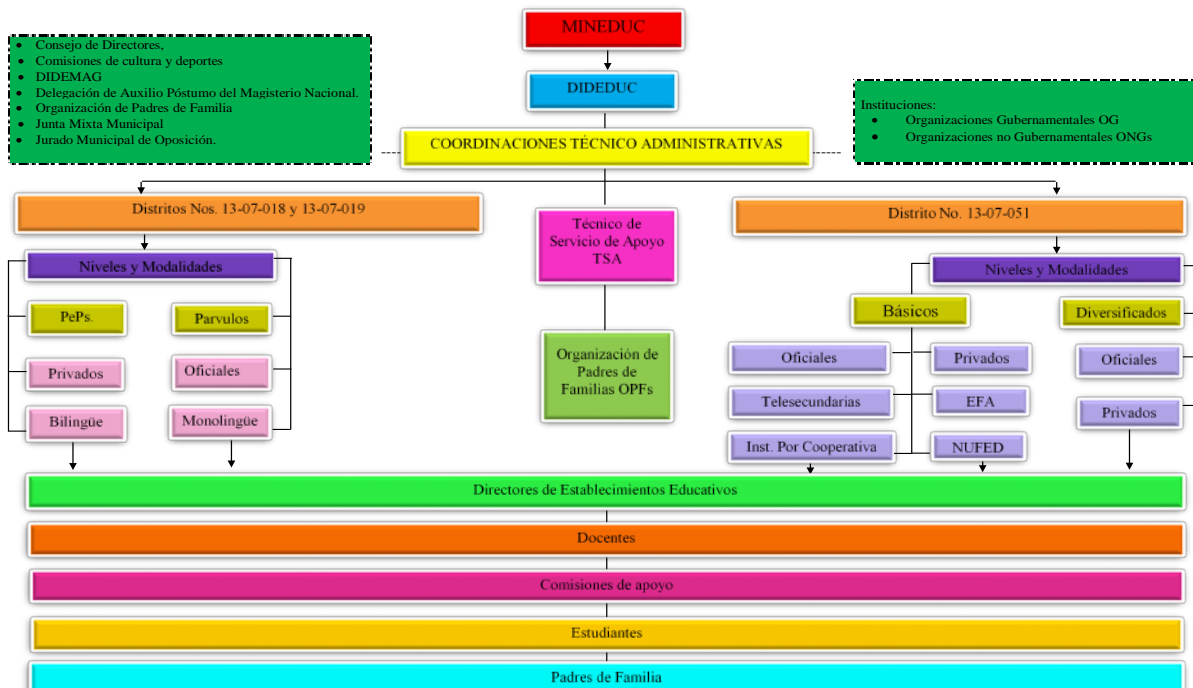 MINEDUC
• Consejo de Directores,
• Comisiones de cultura y deportes
• DIDEMAG
• Delegación de Auxilio Póstumo del Magisterio Nacional.
• Organización de Padres de Familia
• Junta Mixta Municipal
• Jurado Municipal de Oposición.
DIDEDUC
Instituciones:
• Organizaciones Gubernamentales OG
• Organizaciones no Gubernamentales ONGs
COORDINACIONES TÉCNICO ADMINISTRATIVAS
Distritos Nos. 13-07-018 y 13-07-019
Técnico de
Servicio de Apoyo
TSA
Distrito No. 13-07-051
Niveles y Modalidades
PePs.
Parvulos
Privados
Oficiales
Bilingüe
Monolingüe
Organización de
Padres de
Familias OPFs
Niveles y Modalidades
Básicos
Diversificados
Oficiales
Privados
Oficiales
Telesecundarias
EFA
Privados
Inst. Por Cooperativa
NUFED
Directores de Establecimientos Educativos
Docentes
Comisiones de apoyo
Estudiantes
Padres de Familia